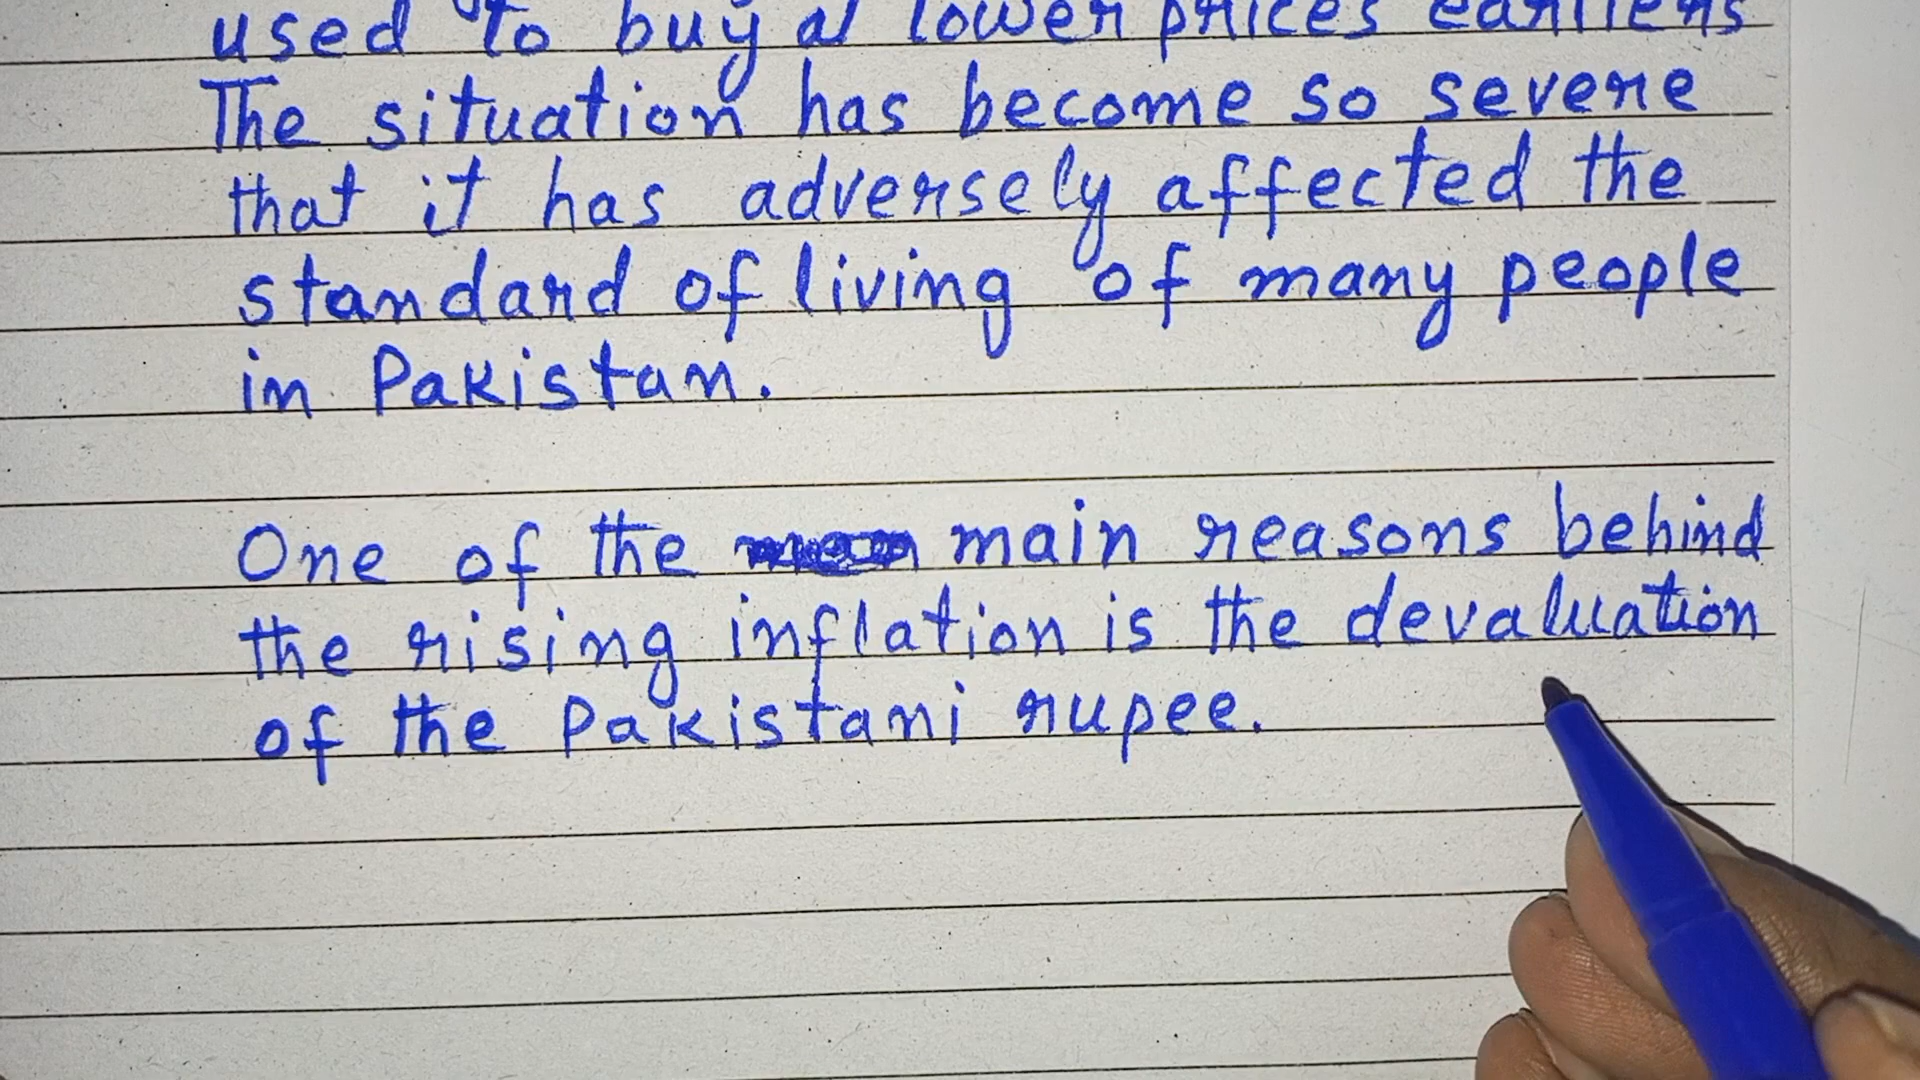 used to buy at lower prices earliers
The situation has become so severe
that it has adversely affected the
standard of living of many people
in Pakistan.
One of the main reasons behind
the rising inflation is the devaluation
of the Pakistani rupee.